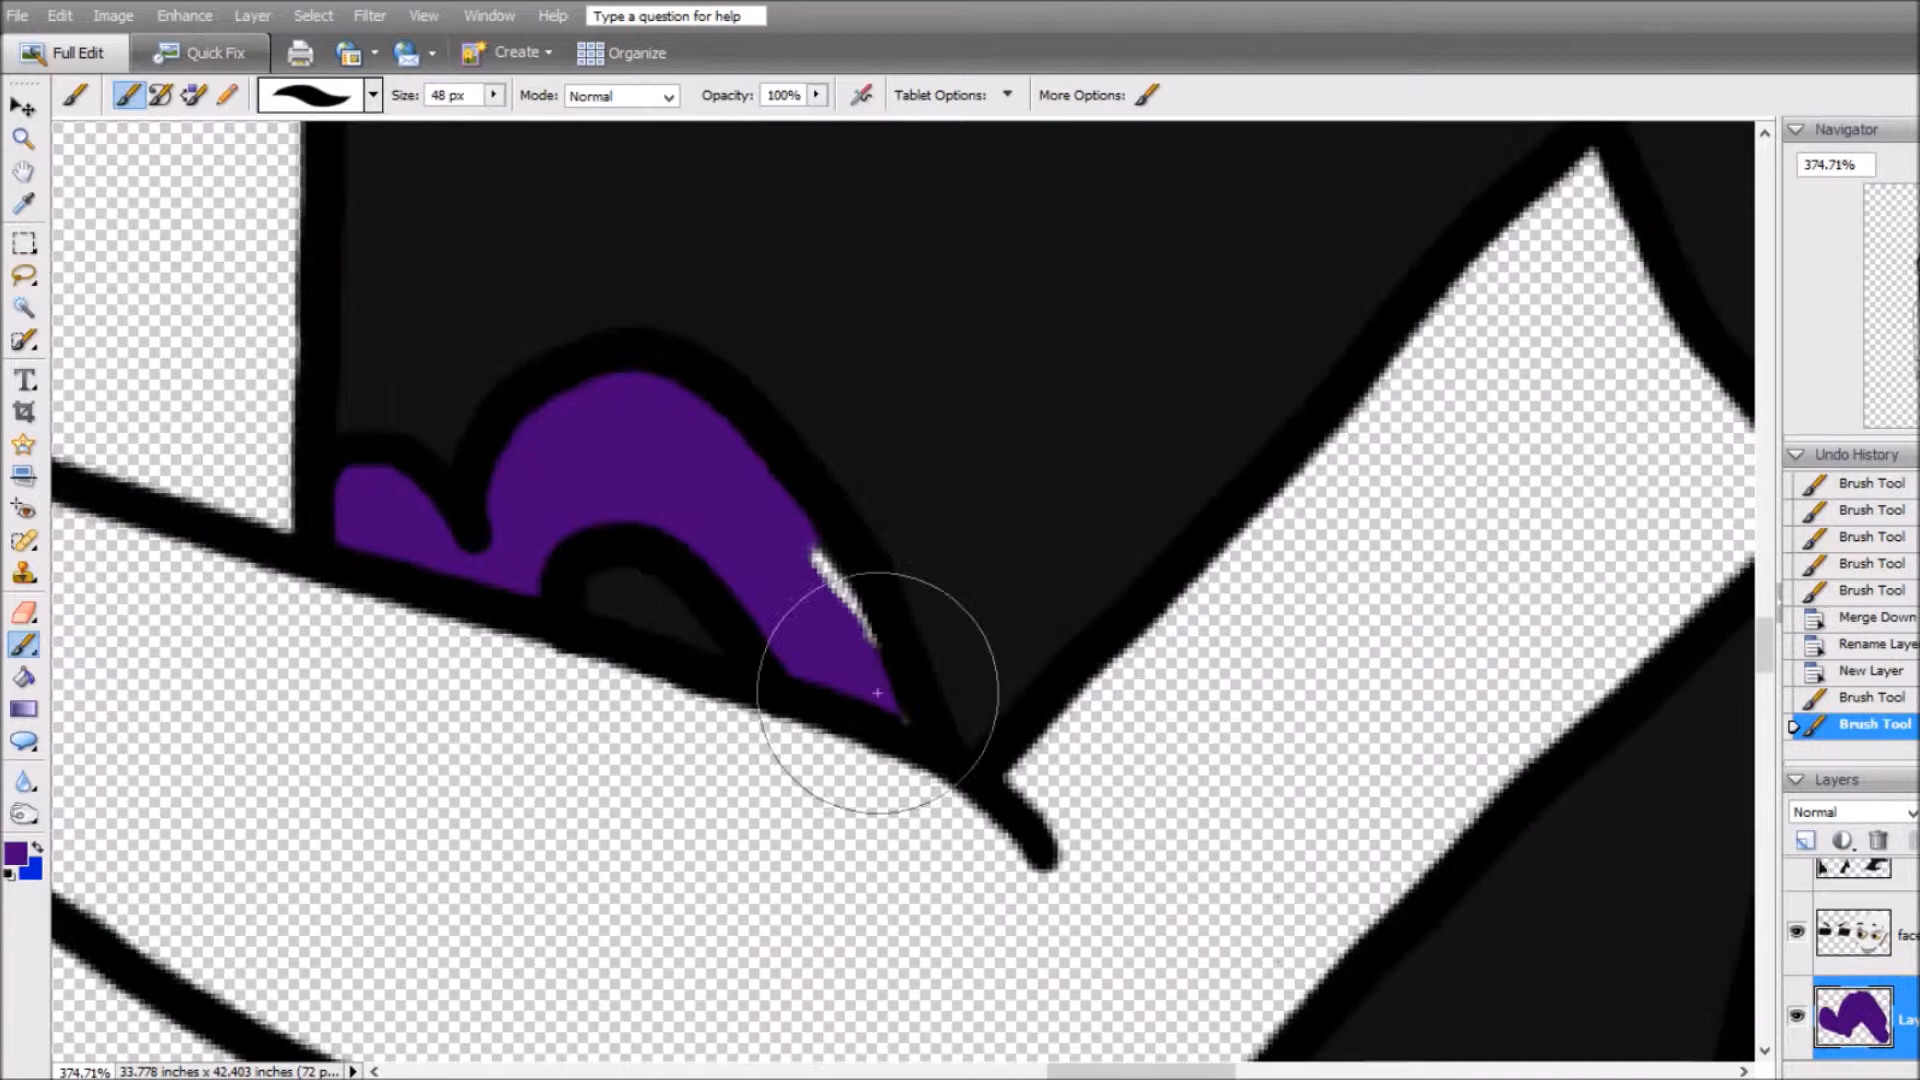 File Edit Image Enhance Layer Select Filter View Window Help Type a question for help
Full Edit Quick Fix Create Organize
Size: 48 px Mode: Normal Opacity: 100% Tablet Options: More Options:
Navigator
374.71%
Undo History
Brush Tool
Brush Tool
Brush Tool
Brush Tool
Brush Tool
Merge Down
Rename Laye
New Layer
Brush Tool
Brush Tool
Layers
Normal
face
Lay
374.71% 33.778 inches x 42.403 inches (72 p...